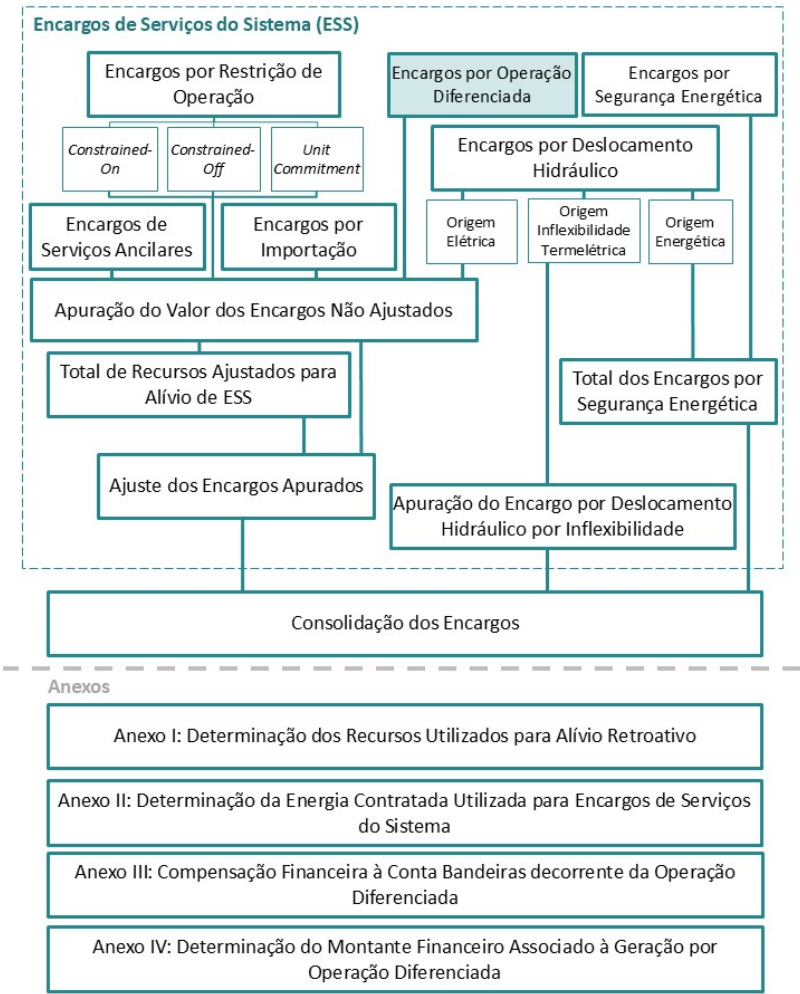 Encargos de Serviços do Sistema (ESS)
Encargos por Restrição de
Operação
Constrained-
On
Constrained-
Off
Unit
Commitment
Encargos por Operação
Diferenciada
Encargos por
Segurança Energética
Encargos por Deslocamento
Hidráulico
Encargos de
Serviços Ancilares
Encargos por
Importação
Origem
Elétrica
Origem
Inflexibilidade
Termelétrica
Origem
Energética
Apuração do Valor dos Encargos Não Ajustados
Total de Recursos Ajustados para
Alívio de ESS
Total dos Encargos por
Segurança Energética
Ajuste dos Encargos Apurados
Apuração do Encargo por Deslocamento
Hidráulico por Inflexibilidade
Consolidação dos Encargos
Anexos
Anexo I: Determinação dos Recursos Utilizados para Alívio Retroativo
Anexo II: Determinação da Energia Contratada Utilizada para Encargos de Serviços
do Sistema
Anexo III: Compensação Financeira à Conta Bandeiras decorrente da Operação
Diferenciada
Anexo IV: Determinação do Montante Financeiro Associado à Geração por
Operação Diferenciada